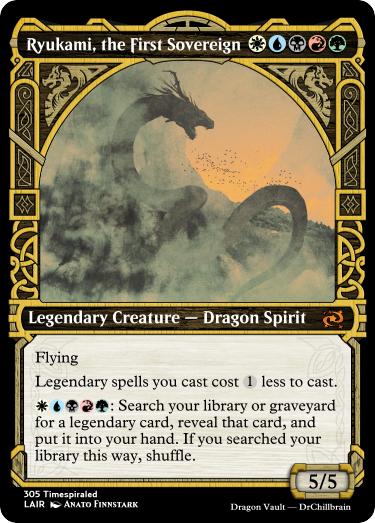 Ryukami, the First Sovereign
Legendary Creature — Dragon Spirit
Flying
Legendary spells you cast cost 1 less to cast.
: Search your library or graveyard
for a legendary card, reveal that card, and
put it into your hand. If you searched your
library this way, shuffle.
5/5
305 Timespiraled
LAIR Anato Finnstark
Dragon Vault — DrChillbrain